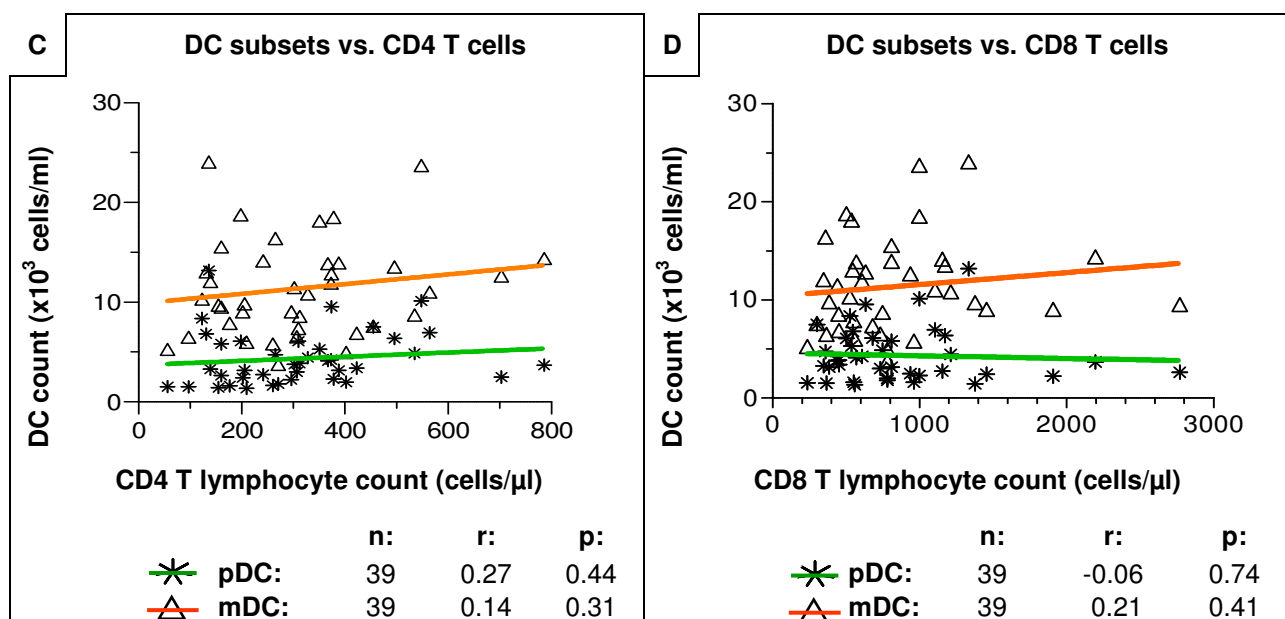 C
DC subsets vs. CD4 T cells
DC count (x10³ cells/ml)
30
20
10
0
0 200 400 600 800
CD4 T lymphocyte count (cells/µl)
n: r: p:
pDC: 39 0.27 0.44
mDC: 39 0.14 0.31
D
DC subsets vs. CD8 T cells
DC count (x10³ cells/ml)
30
20
10
0
0 1000 2000 3000
CD8 T lymphocyte count (cells/µl)
n: r: p:
pDC: 39 -0.06 0.74
mDC: 39 0.21 0.41